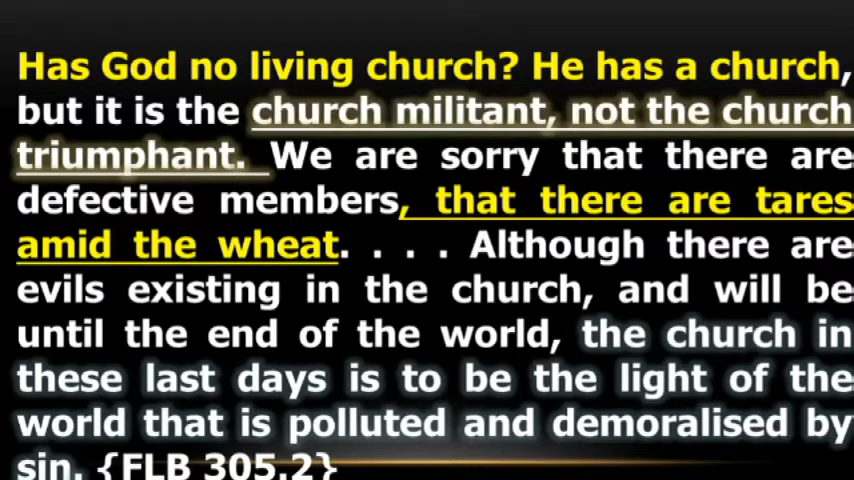 Has God no living church? He has a church,
but it is the church militant, not the church
triumphant. We are sorry that there are
defective members, that there are tares
amid the wheat. . . . Although there are
evils existing in the church, and will be
until the end of the world, the church in
these last days is to be the light of the
world that is polluted and demoralised by
sin. {FLB 305.2}